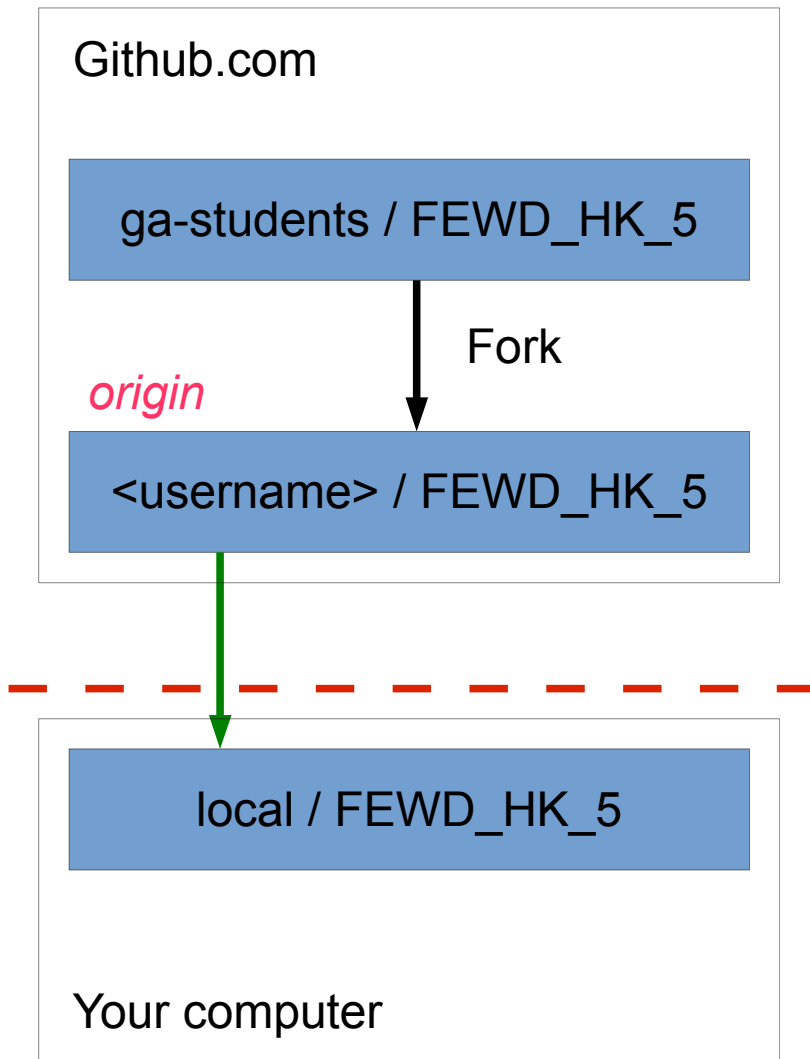 Github.com
ga-students / FEWD_HK_5
Fork
origin
<username> / FEWD_HK_5
local / FEWD_HK_5
Your computer